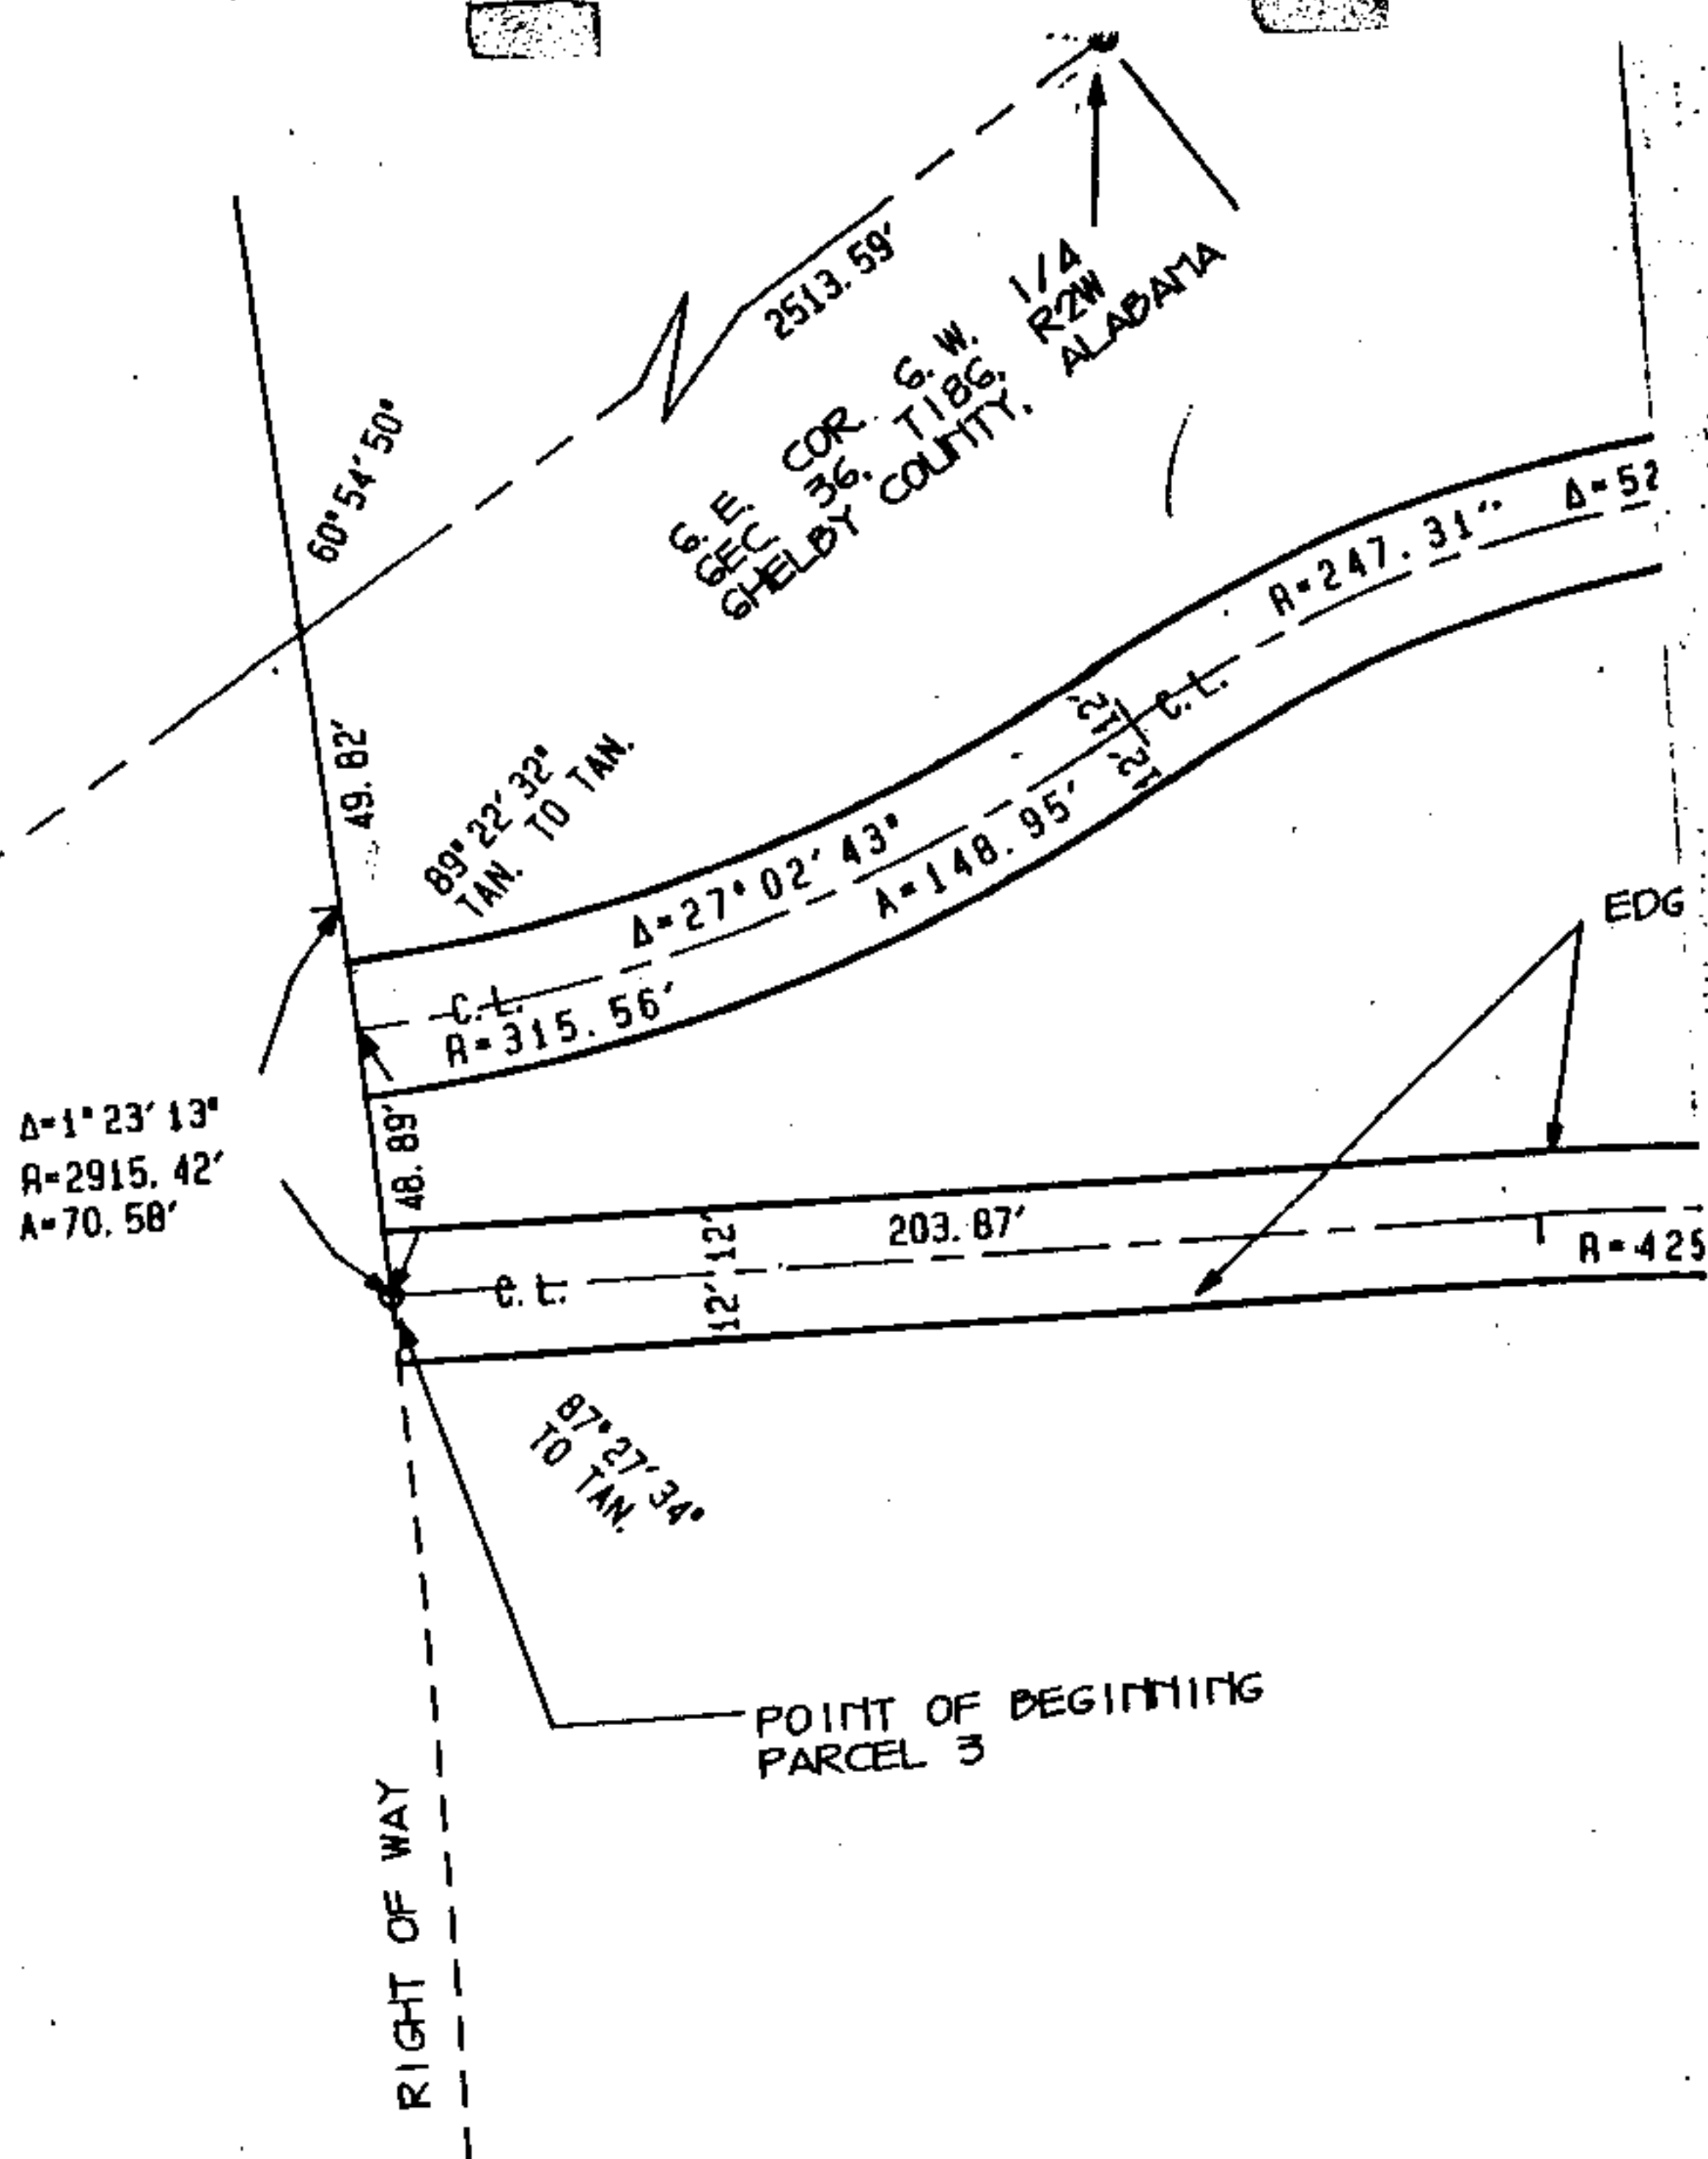 2513.59'
60°54'50"
S. E. COR. S. W. 1/4
SEC. 36, T18S, R2W
SHELBY COUNTY, ALABAMA
49.82'
89°22'32"
TAN. TO TAN.
R=247.31'' Δ=52
C.L.
12'
12'
Δ=27°02'43"
A=148.95'
C.L.
R=315.56'
EDG
Δ=1°23'13"
R=2915.42'
A=70.58'
48.89'
203.87'
12'
12'
C.L.
R=425
87°27'34"
TO TAN.
POINT OF BEGINNING
PARCEL 3
RIGHT OF WAY